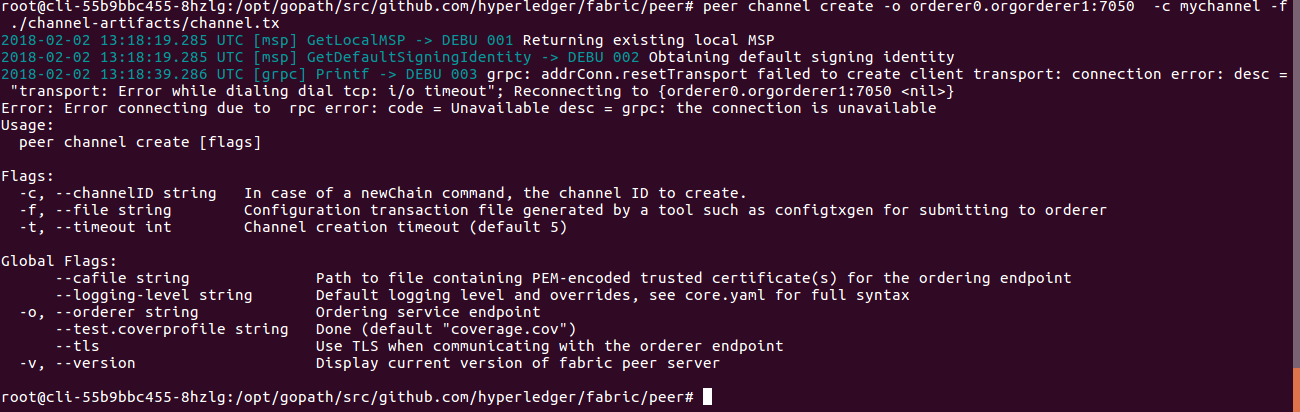 root@cli-55b9bbc455-8hzlg:/opt/gopath/src/github.com/hyperledger/fabric/peer# peer channel create -o orderer0.orgorderer1:7050  -c mychannel -f
 ./channel-artifacts/channel.tx
2018-02-02 13:18:19.285 UTC [msp] GetLocalMSP -> DEBU 001 Returning existing local MSP
2018-02-02 13:18:19.285 UTC [msp] GetDefaultSigningIdentity -> DEBU 002 Obtaining default signing identity
2018-02-02 13:18:39.286 UTC [grpc] Printf -> DEBU 003 grpc: addrConn.resetTransport failed to create client transport: connection error: desc =
 "transport: Error while dialing dial tcp: i/o timeout"; Reconnecting to {orderer0.orgorderer1:7050 <nil>}
Error: Error connecting due to  rpc error: code = Unavailable desc = grpc: the connection is unavailable
Usage:
  peer channel create [flags]

Flags:
  -c, --channelID string   In case of a newChain command, the channel ID to create.
  -f, --file string        Configuration transaction file generated by a tool such as configtxgen for submitting to orderer
  -t, --timeout int        Channel creation timeout (default 5)

Global Flags:
      --cafile string              Path to file containing PEM-encoded trusted certificate(s) for the ordering endpoint
      --logging-level string       Default logging level and overrides, see core.yaml for full syntax
  -o, --orderer string             Ordering service endpoint
      --test.coverprofile string   Done (default "coverage.cov")
      --tls                        Use TLS when communicating with the orderer endpoint
  -v, --version                    Display current version of fabric peer server

root@cli-55b9bbc455-8hzlg:/opt/gopath/src/github.com/hyperledger/fabric/peer#